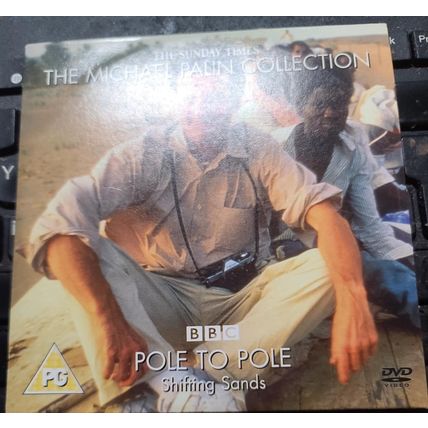 THE SUNDAY TIMES
THE MICHAEL PALIN COLLECTION
Y
BBC
POLE TO POLE
Shifting Sands
PG
DVD
VIDEO